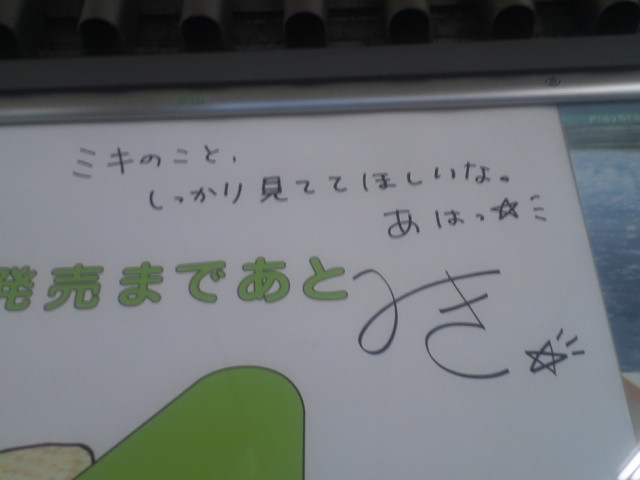 ミキのこと、
しっかり見ててほしいな。
あはっ☆
発売まであと
みき☆
PlaySta